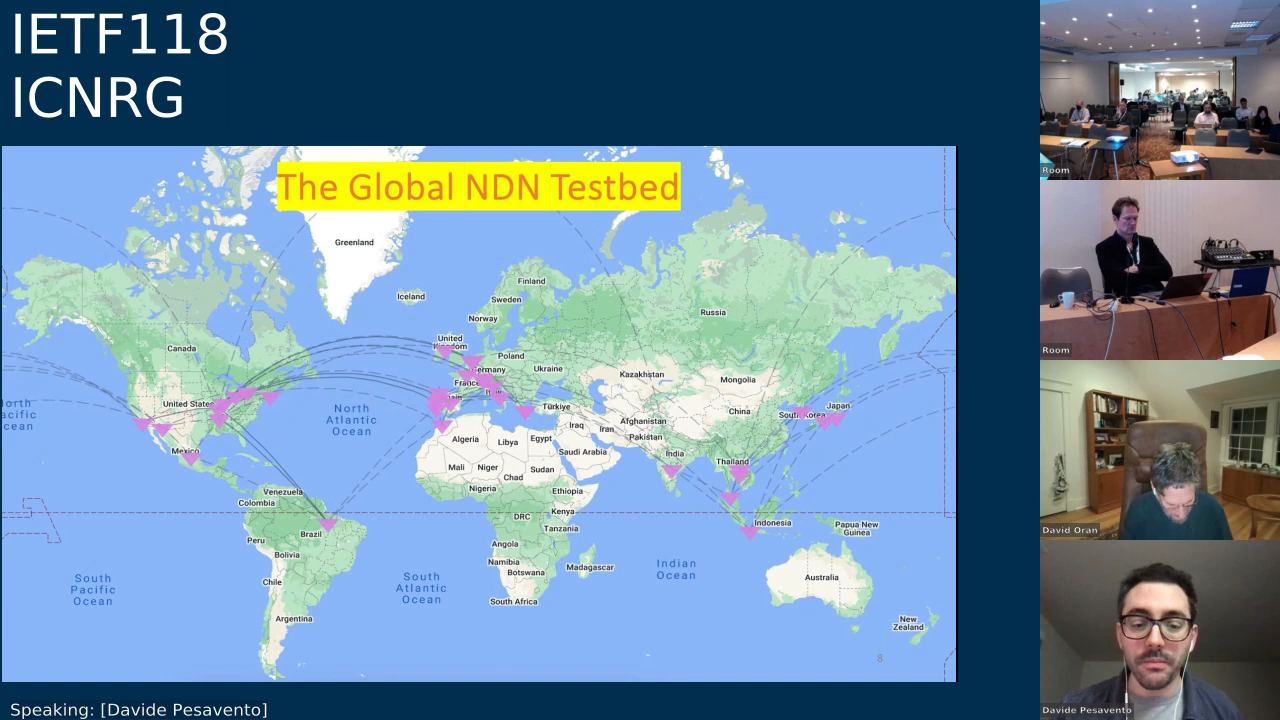 IETF118
ICNRG
The Global NDN Testbed
Greenland
Iceland
Finland
Sweden
Norway
Russia
United
Kingdom
Canada
Poland
Germany
Ukraine
France
Kazakhstan
Mongolia
United States
North
Atlantic
Ocean
Türkiye
China
South Korea
Japan
Afghanistan
Iraq
Iran
Pakistan
Algeria
Libya
Egypt
Saudi Arabia
India
Mexico
Thailand
Mali
Niger
Chad
Sudan
Nigeria
Ethiopia
Venezuela
Colombia
DRC
Kenya
Tanzania
Indonesia
Papua New
Guinea
Brazil
Peru
Bolivia
Angola
Namibia
Botswana
Madagascar
Indian
Ocean
Australia
Chile
South
Pacific
Ocean
South
Atlantic
Ocean
South Africa
Argentina
New
Zealand
8
Speaking: [Davide Pesavento]
Room
Room
David Oran
Davide Pesavento